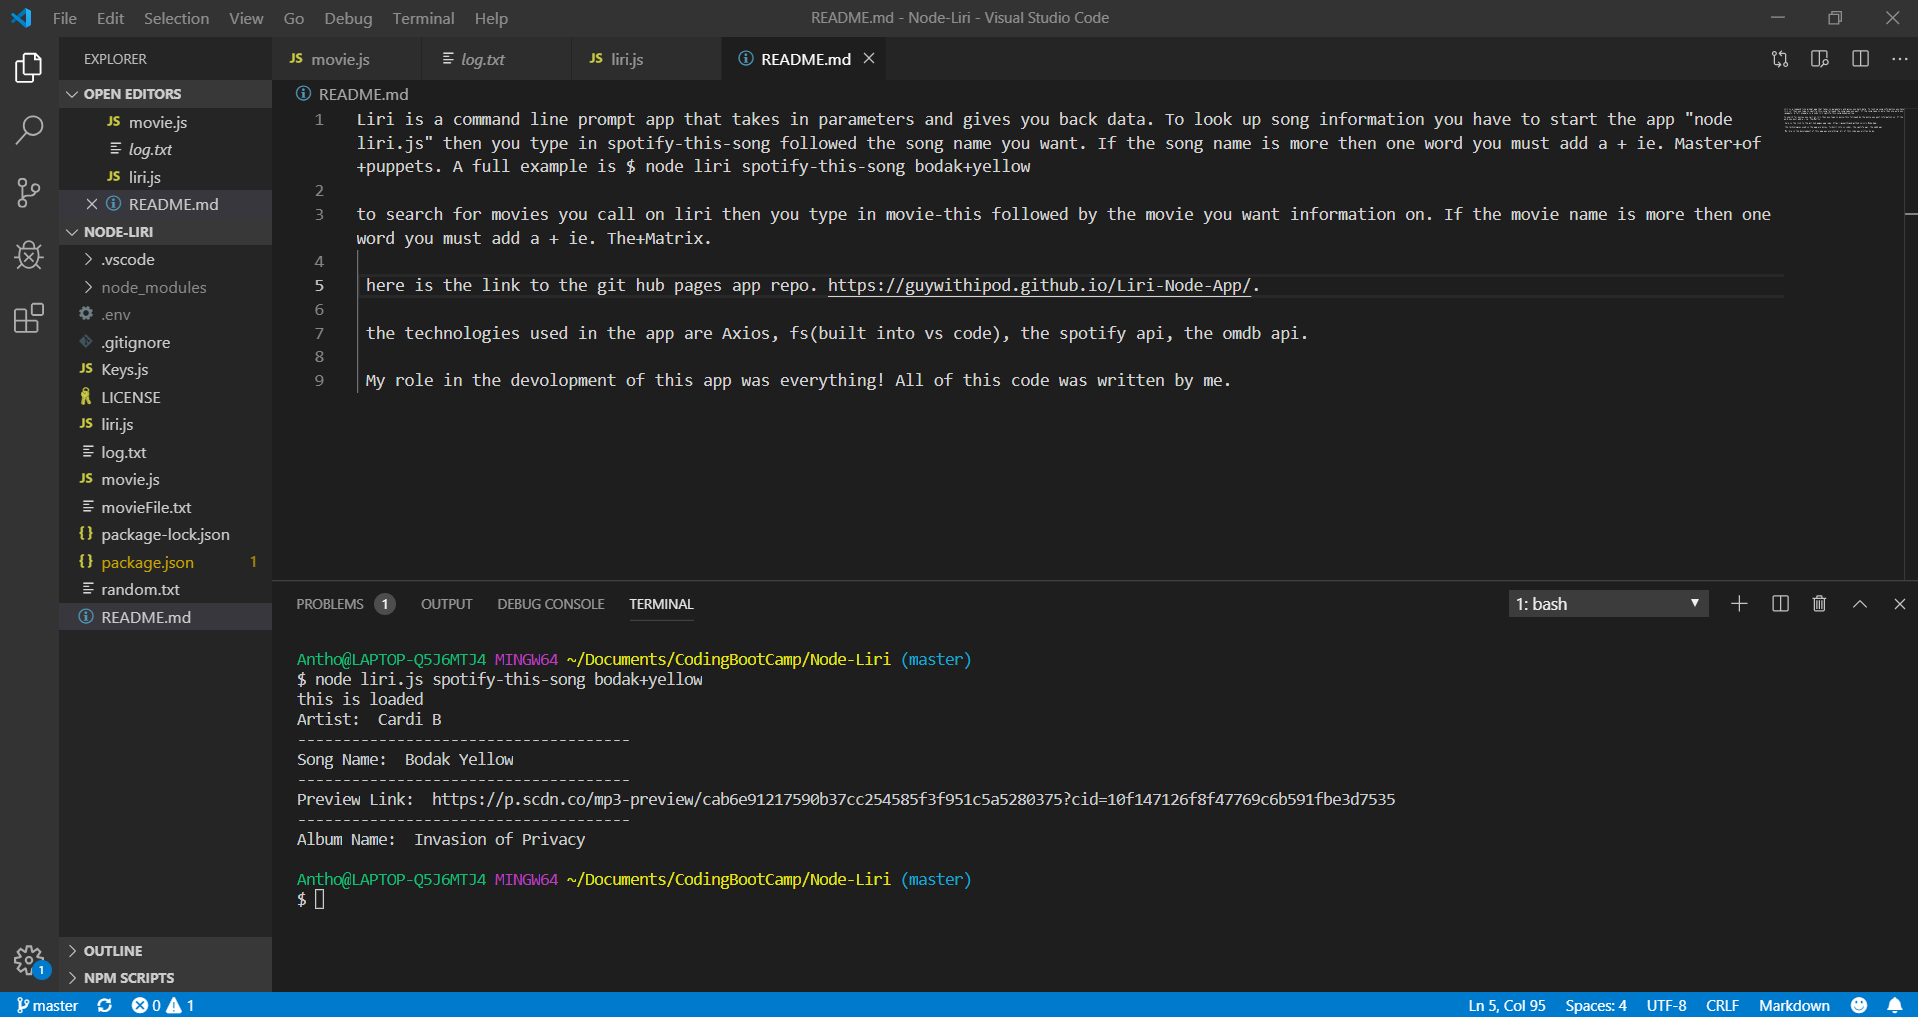 File Edit Selection View Go Debug Terminal Help
README.md - Node-Liri - Visual Studio Code
EXPLORER
OPEN EDITORS
JS movie.js
log.txt
JS liri.js
README.md
NODE-LIRI
.vscode
node_modules
.env
.gitignore
JS Keys.js
LICENSE
JS liri.js
log.txt
JS movie.js
movieFile.txt
{} package-lock.json
{} package.json 1
random.txt
README.md
OUTLINE
NPM SCRIPTS
1
JS movie.js log.txt JS liri.js README.md
README.md
1 Liri is a command line prompt app that takes in parameters and gives you back data. To look up song information you have to start the app "node
liri.js" then you type in spotify-this-song followed the song name you want. If the song name is more then one word you must add a + ie. Master+of
+puppets. A full example is $ node liri spotify-this-song bodak+yellow
2
3 to search for movies you call on liri then you type in movie-this followed by the movie you want information on. If the movie name is more then one
word you must add a + ie. The+Matrix.
4
5 here is the link to the git hub pages app repo. https://guywithipod.github.io/Liri-Node-App/.
6
7 the technologies used in the app are Axios, fs(built into vs code), the spotify api, the omdb api.
8
9 My role in the devolopment of this app was everything! All of this code was written by me.
PROBLEMS 1 OUTPUT DEBUG CONSOLE TERMINAL
1: bash
Antho@LAPTOP-Q5J6MTJ4 MINGW64 ~/Documents/CodingBootCamp/Node-Liri (master)
$ node liri.js spotify-this-song bodak+yellow
this is loaded
Artist:  Cardi B
-------------------------------------
Song Name:  Bodak Yellow
-------------------------------------
Preview Link:  https://p.scdn.co/mp3-preview/cab6e91217590b37cc254585f3f951c5a5280375?cid=10f147126f8f47769c6b591fbe3d7535
-------------------------------------
Album Name:  Invasion of Privacy
Antho@LAPTOP-Q5J6MTJ4 MINGW64 ~/Documents/CodingBootCamp/Node-Liri (master)
$
master 0 1
Ln 5, Col 95 Spaces: 4 UTF-8 CRLF Markdown